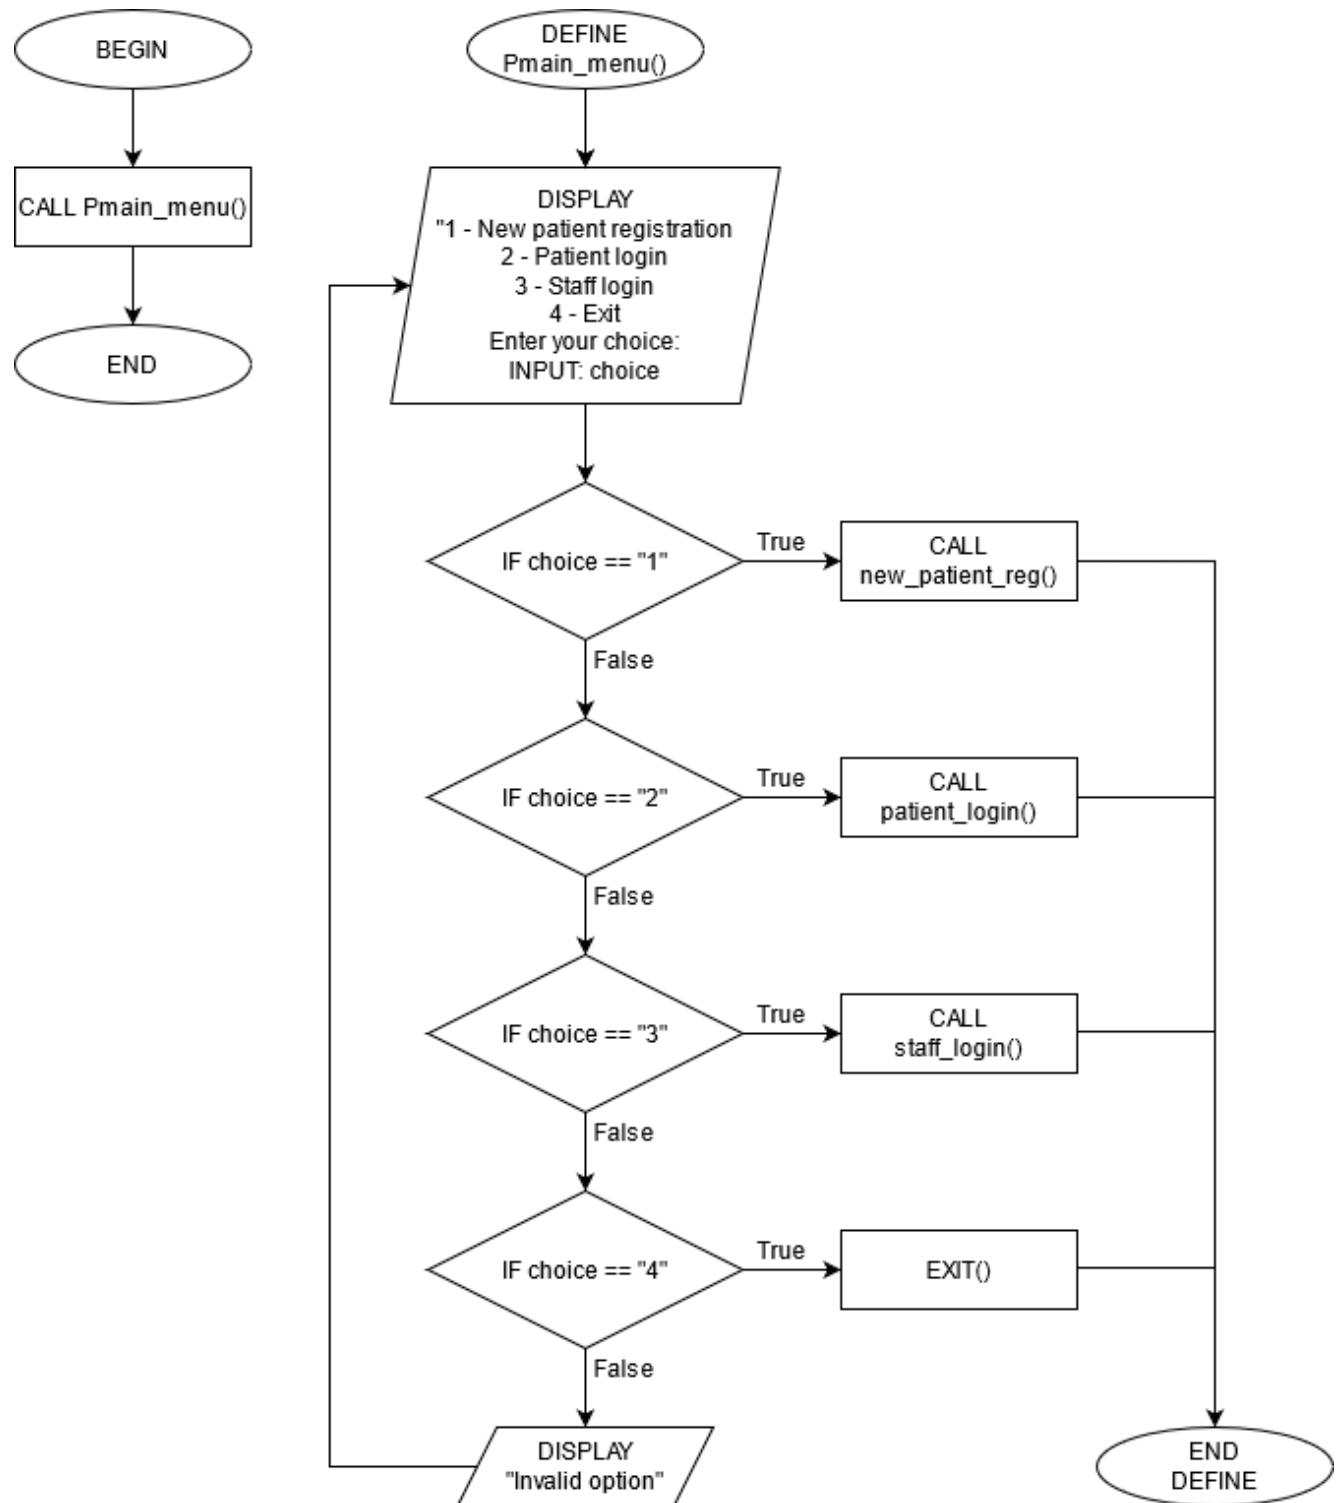 BEGIN
CALL Pmain_menu()
END
DEFINE
Pmain_menu()
DISPLAY
"1 - New patient registration
2 - Patient login
3 - Staff login
4 - Exit
Enter your choice:
INPUT: choice
IF choice == "1"
True
CALL
new_patient_reg()
False
IF choice == "2"
True
CALL
patient_login()
False
IF choice == "3"
True
CALL
staff_login()
False
IF choice == "4"
True
EXIT()
False
DISPLAY
"Invalid option"
END
DEFINE